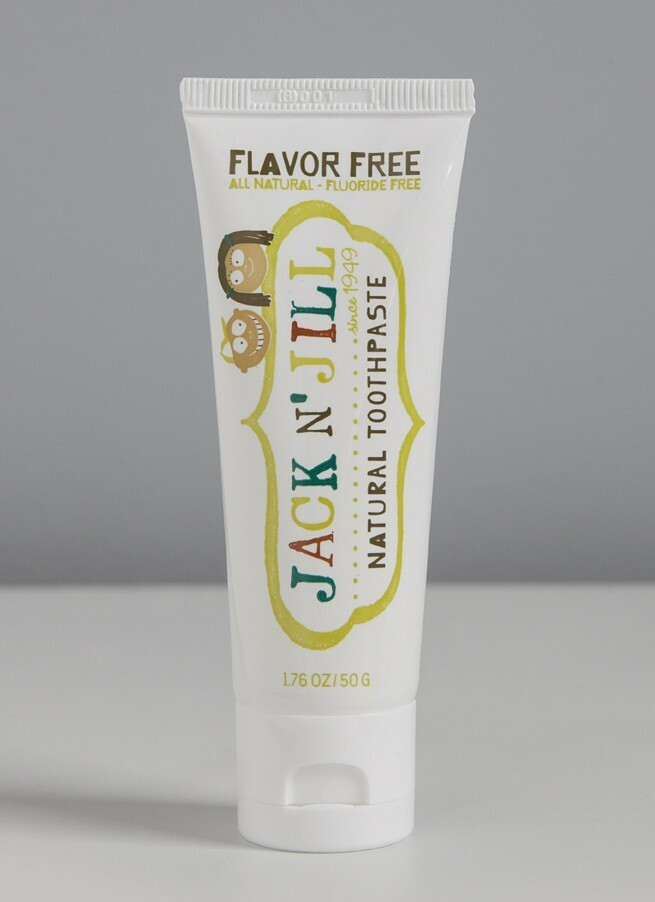 FLAVOR FREE
ALL NATURAL - FLUORIDE FREE
JACK N' JILL
since 1949
NATURAL TOOTHPASTE
1.76 OZ/50 G